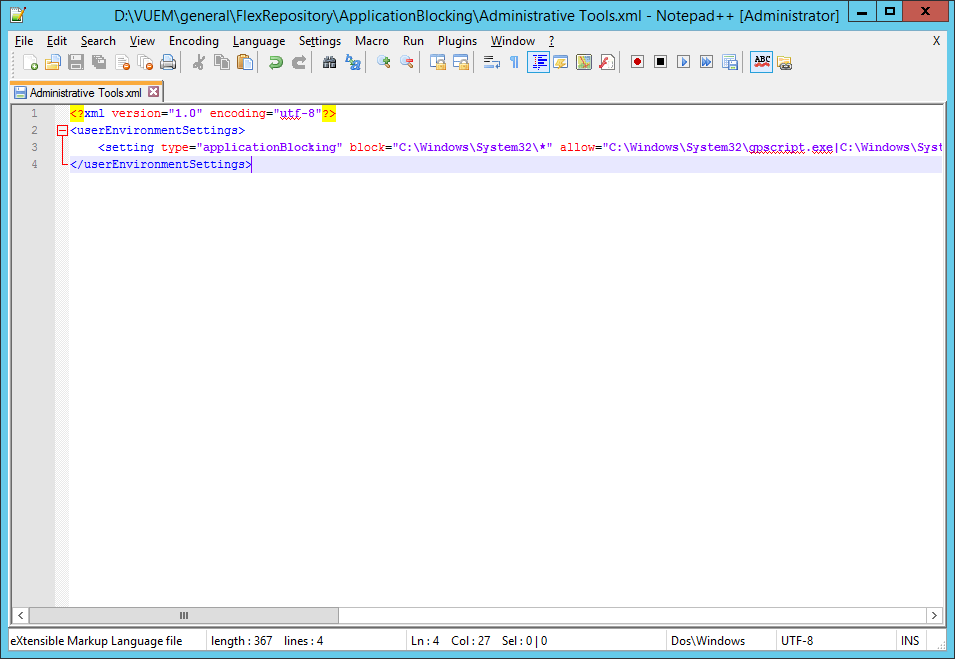 D:\VUEM\general\FlexRepository\ApplicationBlocking\Administrative Tools.xml - Notepad++ [Administrator]
File Edit Search View Encoding Language Settings Macro Run Plugins Window ? X
ABC
Administrative Tools.xml
1 <?xml version="1.0" encoding="utf-8"?>
2 <userEnvironmentSettings>
3 <setting type="applicationBlocking" block="C:\Windows\System32\*" allow="C:\Windows\System32\gpscript.exe|C:\Windows\Syst
4 </userEnvironmentSettings>
eXtensible Markup Language file length : 367 lines : 4 Ln : 4 Col : 27 Sel : 0 | 0 Dos\Windows UTF-8 INS